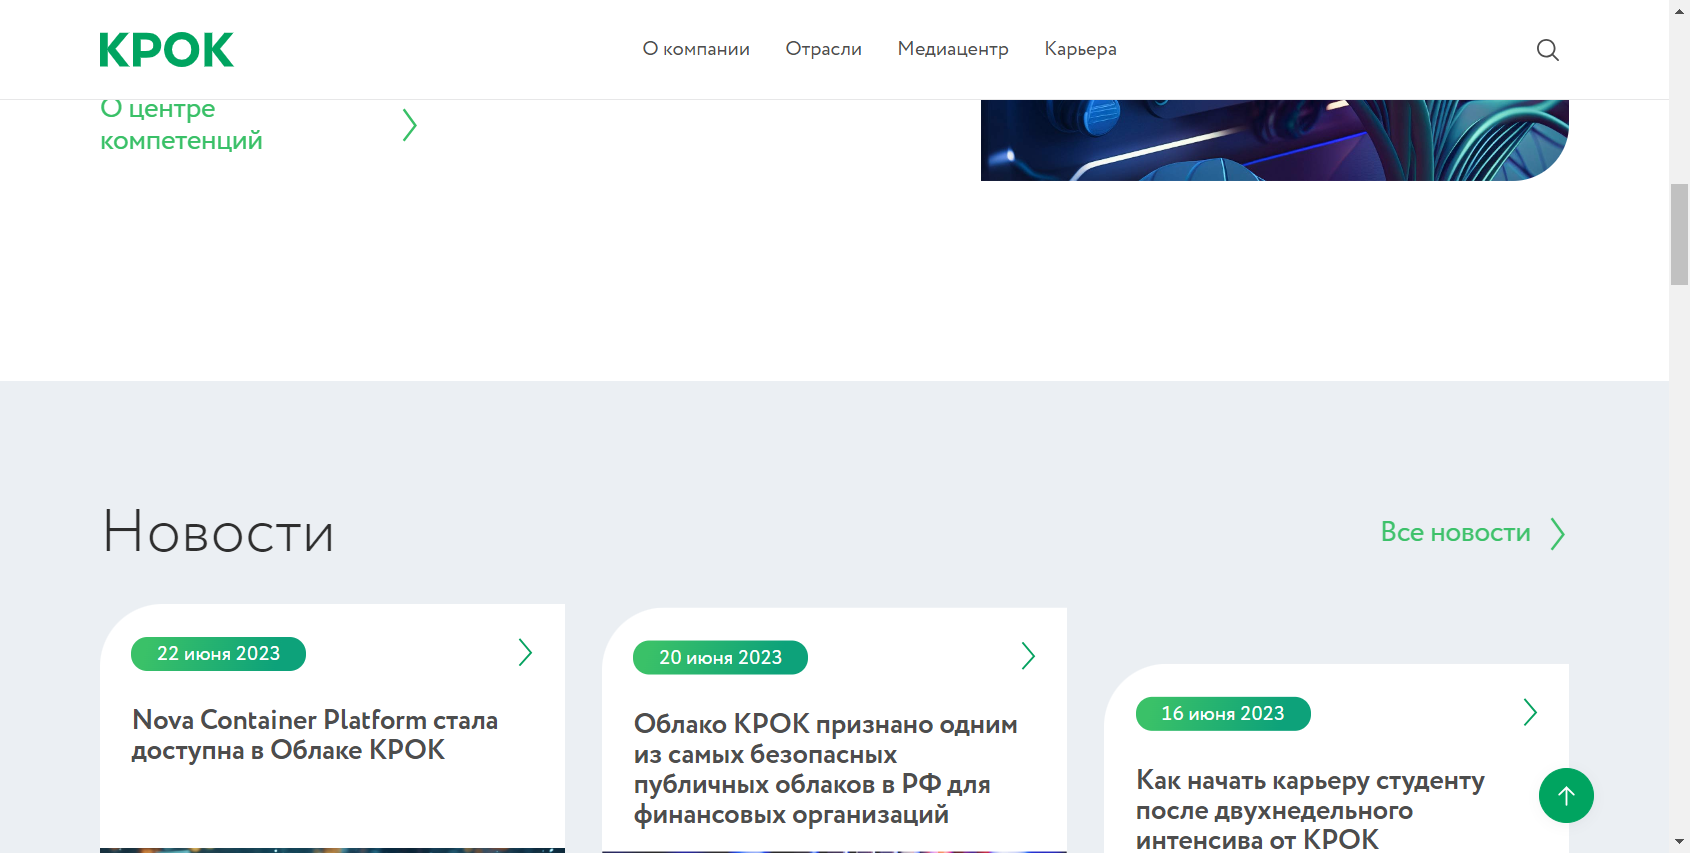 КРОК
О компании
Отрасли
Медиацентр
Карьера
О центре
компетенций
Новости
Все новости
22 июня 2023
Nova Container Platform стала
доступна в Облаке КРОК
20 июня 2023
Облако КРОК признано одним
из самых безопасных
публичных облаков в РФ для
финансовых организаций
16 июня 2023
Как начать карьеру студенту
после двухнедельного
интенсива от КРОК